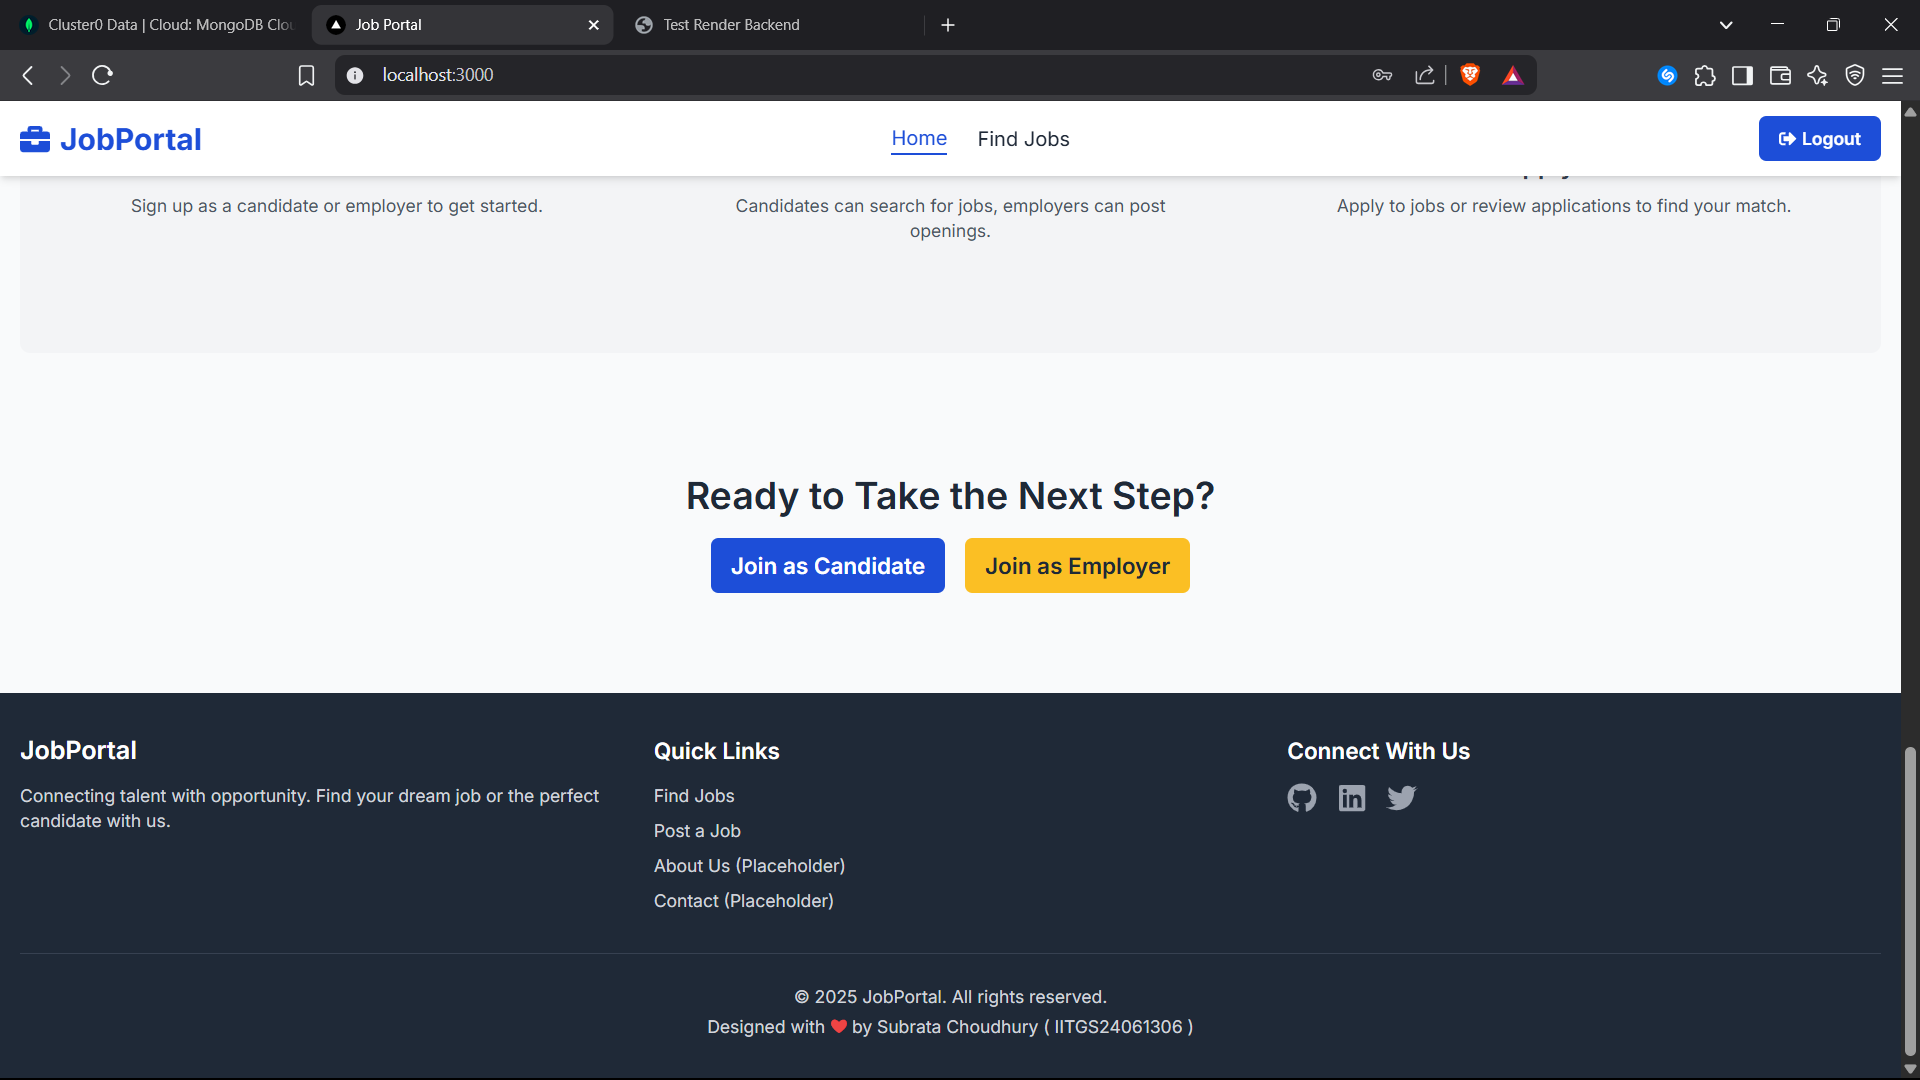 Cluster0 Data | Cloud: MongoDB Clou
Job Portal
Test Render Backend
localhost:3000
JobPortal
Home
Find Jobs
Logout
Sign up as a candidate or employer to get started.
Candidates can search for jobs, employers can post
openings.
Apply to jobs or review applications to find your match.
Ready to Take the Next Step?
Join as Candidate
Join as Employer
JobPortal
Connecting talent with opportunity. Find your dream job or the perfect
candidate with us.
Quick Links
Find Jobs
Post a Job
About Us (Placeholder)
Contact (Placeholder)
Connect With Us
© 2025 JobPortal. All rights reserved.
Designed with ❤ by Subrata Choudhury ( IITGS24061306 )